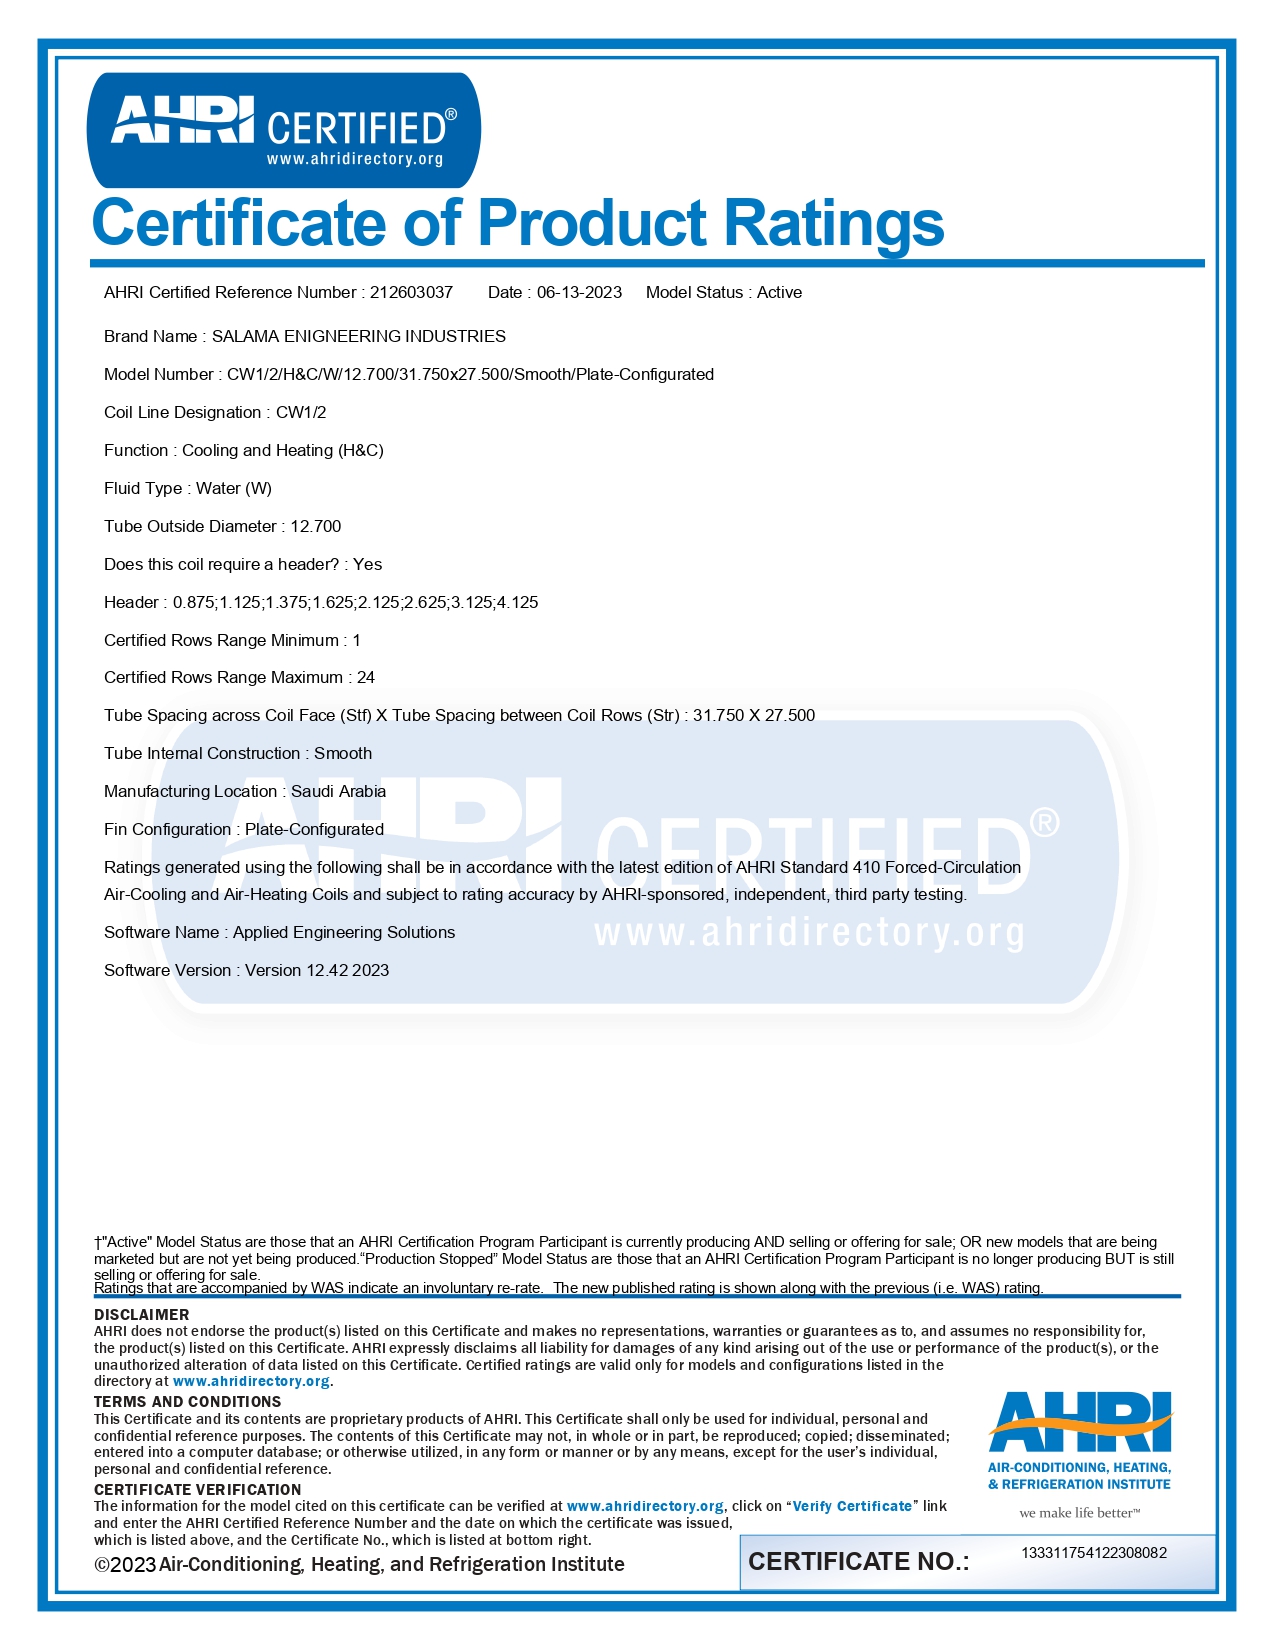 AHRI CERTIFIED®
www.ahridirectory.org
Certificate of Product Ratings
AHRI Certified Reference Number : 212603037 Date : 06-13-2023 Model Status : Active
Brand Name : SALAMA ENIGNEERING INDUSTRIES
Model Number : CW1/2/H&C/W/12.700/31.750x27.500/Smooth/Plate-Configurated
Coil Line Designation : CW1/2
Function : Cooling and Heating (H&C)
Fluid Type : Water (W)
Tube Outside Diameter : 12.700
Does this coil require a header? : Yes
Header : 0.875;1.125;1.375;1.625;2.125;2.625;3.125;4.125
Certified Rows Range Minimum : 1
Certified Rows Range Maximum : 24
Tube Spacing across Coil Face (Stf) X Tube Spacing between Coil Rows (Str) : 31.750 X 27.500
Tube Internal Construction : Smooth
Manufacturing Location : Saudi Arabia
Fin Configuration : Plate-Configurated
Ratings generated using the following shall be in accordance with the latest edition of AHRI Standard 410 Forced-Circulation
Air-Cooling and Air-Heating Coils and subject to rating accuracy by AHRI-sponsored, independent, third party testing.
Software Name : Applied Engineering Solutions
Software Version : Version 12.42 2023
AHRI CERTIFIED®
www.ahridirectory.org
†"Active" Model Status are those that an AHRI Certification Program Participant is currently producing AND selling or offering for sale; OR new models that are being
marketed but are not yet being produced.“Production Stopped” Model Status are those that an AHRI Certification Program Participant is no longer producing BUT is still
selling or offering for sale.
Ratings that are accompanied by WAS indicate an involuntary re-rate. The new published rating is shown along with the previous (i.e. WAS) rating.
DISCLAIMER
AHRI does not endorse the product(s) listed on this Certificate and makes no representations, warranties or guarantees as to, and assumes no responsibility for,
the product(s) listed on this Certificate. AHRI expressly disclaims all liability for damages of any kind arising out of the use or performance of the product(s), or the
unauthorized alteration of data listed on this Certificate. Certified ratings are valid only for models and configurations listed in the
directory at www.ahridirectory.org.
TERMS AND CONDITIONS
This Certificate and its contents are proprietary products of AHRI. This Certificate shall only be used for individual, personal and
confidential reference purposes. The contents of this Certificate may not, in whole or in part, be reproduced; copied; disseminated;
entered into a computer database; or otherwise utilized, in any form or manner or by any means, except for the user’s individual,
personal and confidential reference.
CERTIFICATE VERIFICATION
The information for the model cited on this certificate can be verified at www.ahridirectory.org, click on “Verify Certificate” link
and enter the AHRI Certified Reference Number and the date on which the certificate was issued,
which is listed above, and the Certificate No., which is listed at bottom right.
©2023 Air-Conditioning, Heating, and Refrigeration Institute
AHRI
AIR-CONDITIONING, HEATING,
& REFRIGERATION INSTITUTE
we make life better™
CERTIFICATE NO.: 133311754122308082